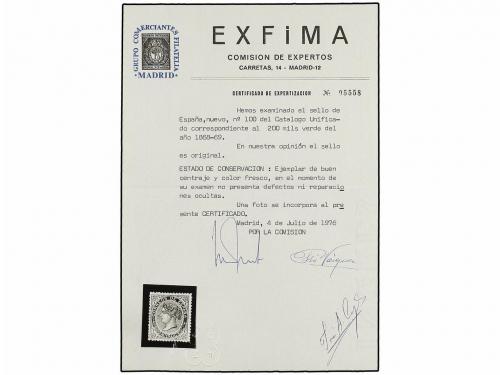 GRUPO COMERCIANTES FILATELIA
·MADRID·
EXFiMA
COMISION DE EXPERTOS
CARRETAS, 14 - MADRID-12
CERTIFICADO DE EXPERTIZACION Nº 05558
Hemos examinado el sello de
España,nuevo, nº 100 del Catalogo Unifica-
do correspondiente al 200 mils verde del
año 1868-69.
En nuestra opinión el sello
es original.
ESTADO DE CONSERVACION : Ejemplar de buen
centraje y color fresco, en el momento de
su examen no presenta defectos ni reparacio
nes ocultas.
Una foto se incorpora al pre
sente CERTIFICADO.
Madrid, 4 de Julio de 1976
POR LA COMISION